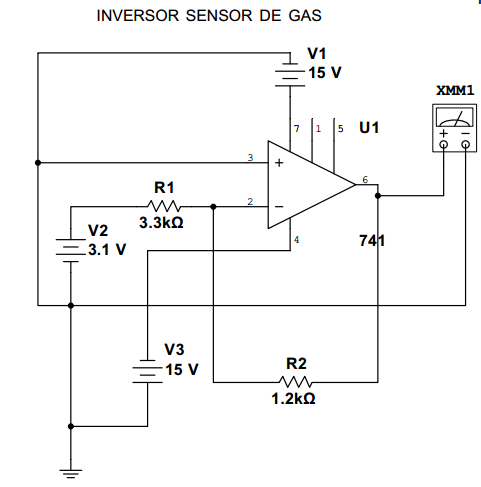 INVERSOR SENSOR DE GAS
V1
15 V
XMM1
7
1
5
U1
3
+
+
−
R1
2
−
6
3.3kΩ
V2
3.1 V
4
741
V3
15 V
R2
1.2kΩ